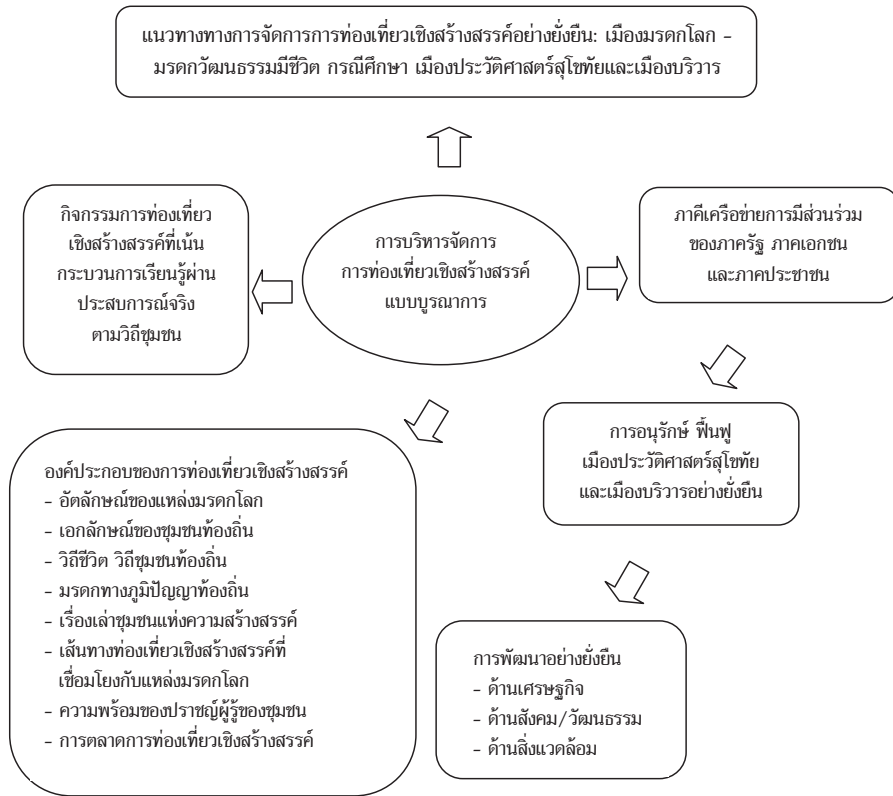 แนวทางทางการจัดการการท่องเที่ยวเชิงสร้างสรรค์อย่างยั่งยืน: เมืองมรดกโลก –
มรดกวัฒนธรรมมีชีวิต กรณีศึกษา เมืองประวัติศาสตร์สุโขทัยและเมืองบริวาร
กิจกรรมการท่องเที่ยว
เชิงสร้างสรรค์ที่เน้น
กระบวนการเรียนรู้ผ่าน
ประสบการณ์จริง
ตามวิถีชุมชน
การบริหารจัดการ
การท่องเที่ยวเชิงสร้างสรรค์
แบบบูรณาการ
ภาคีเครือข่ายการมีส่วนร่วม
ของภาครัฐ ภาคเอกชน
และภาคประชาชน
การอนุรักษ์ ฟื้นฟู
เมืองประวัติศาสตร์สุโขทัย
และเมืองบริวารอย่างยั่งยืน
องค์ประกอบของการท่องเที่ยวเชิงสร้างสรรค์
– อัตลักษณ์ของแหล่งมรดกโลก
– เอกลักษณ์ของชุมชนท้องถิ่น
– วิถีชีวิต วิถีชุมชนท้องถิ่น
– มรดกทางภูมิปัญญาท้องถิ่น
– เรื่องเล่าชุมชนแห่งความสร้างสรรค์
– เส้นทางท่องเที่ยวเชิงสร้างสรรค์ที่
เชื่อมโยงกับแหล่งมรดกโลก
– ความพร้อมของปราชญ์ผู้รู้ของชุมชน
– การตลาดการท่องเที่ยวเชิงสร้างสรรค์
การพัฒนาอย่างยั่งยืน
– ด้านเศรษฐกิจ
– ด้านสังคม/วัฒนธรรม
– ด้านสิ่งแวดล้อม